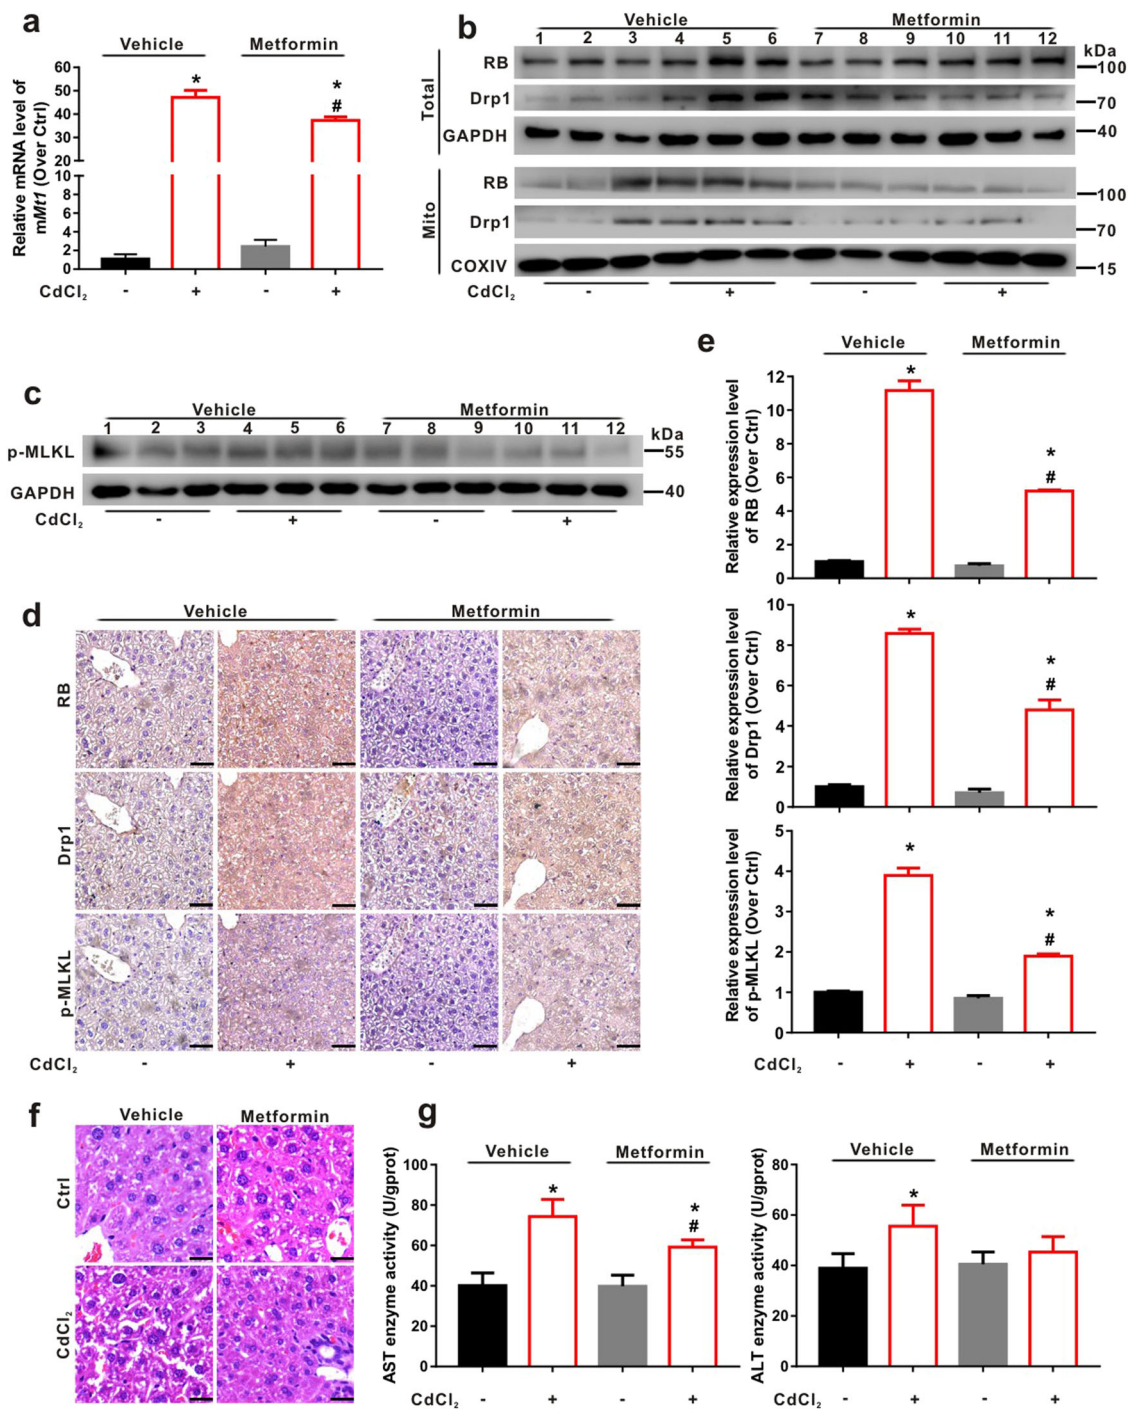 a
Vehicle
Metformin
Relative mRNA level of
mMt1 (Over Ctrl)
60
50
40
30
20
10
8
6
4
2
0
*
*
#
CdCl2
-
+
-
+
b
Vehicle
Metformin
1 2 3 4 5 6 7 8 9 10 11 12
kDa
Total
RB
100
Drp1
70
GAPDH
40
Mito
RB
100
Drp1
70
COXIV
15
CdCl2
-
+
-
+
c
Vehicle
Metformin
1 2 3 4 5 6 7 8 9 10 11 12
kDa
p-MLKL
55
GAPDH
40
CdCl2
-
+
-
+
d
Vehicle
Metformin
RB
Drp1
p-MLKL
CdCl2
-
+
-
+
e
Vehicle
Metformin
Relative expression level
of RB (Over Ctrl)
12
10
8
6
4
2
0
*
*
#
Relative expression level
of Drp1 (Over Ctrl)
10
8
6
4
2
0
*
*
#
Relative expression level
of p-MLKL (Over Ctrl)
5
4
3
2
1
0
*
*
#
CdCl2
-
+
-
+
f
Vehicle
Metformin
Ctrl
CdCl2
g
Vehicle
Metformin
AST enzyme activity (U/gprot)
100
80
60
40
20
0
*
*
#
CdCl2
-
+
-
+
Vehicle
Metformin
ALT enzyme activity (U/gprot)
80
60
40
20
0
*
CdCl2
-
+
-
+